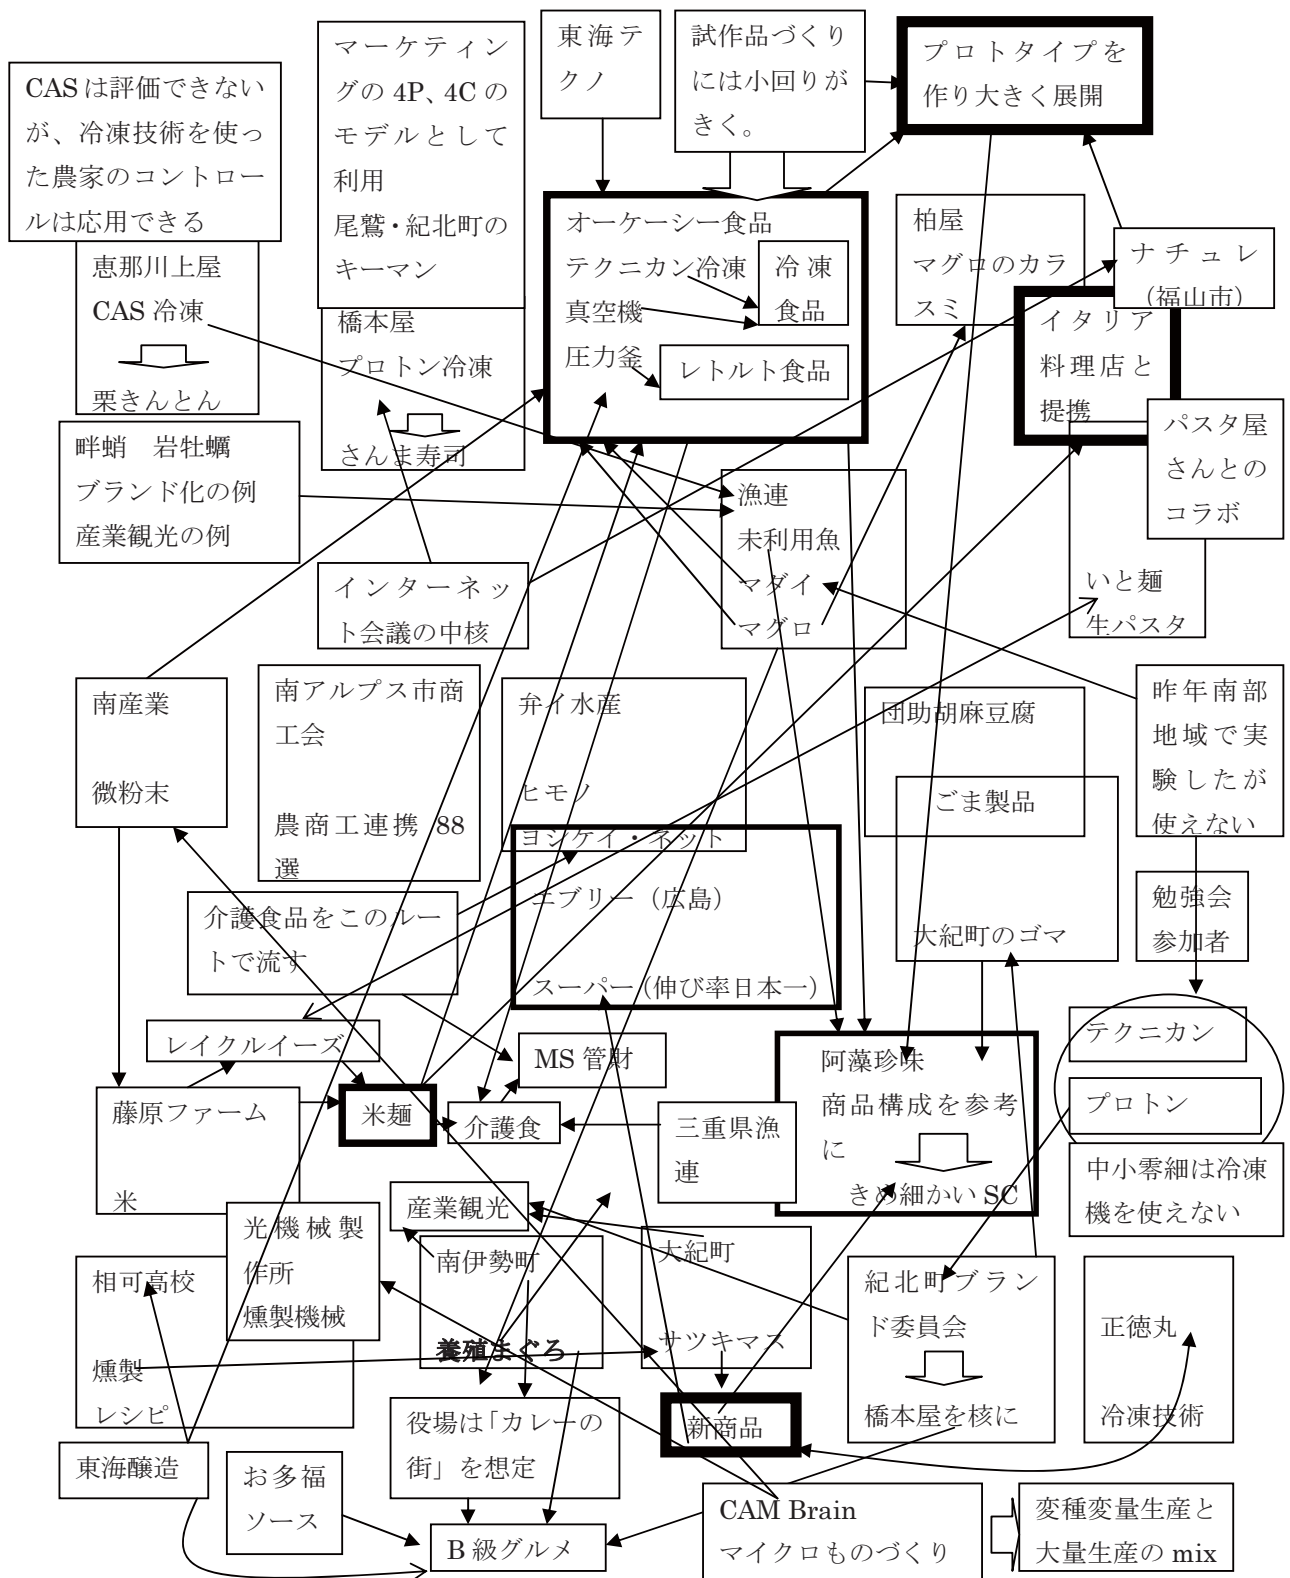 マーケティン
グの 4P、4C の
モデルとして
利用
尾鷲・紀北町の
キーマン
東海テ
クノ
試作品づくり
には小回りが
きく。
プロトタイプを
作り大きく展開
CAS は評価できない
が、冷凍技術を使っ
た農家のコントロー
ルは応用できる
恵那川上屋
CAS 冷凍
栗きんとん
橋本屋
プロトン冷凍
さんま寿司
オーケーシー食品
テクニカン冷凍
真空機
圧力釜
冷凍
食品
レトルト食品
柏屋
マグロのカラ
スミ
ナチュレ
（福山市）
イタリア
料理店と
提携
パスタ屋
さんとの
コラボ
いと麺
生パスタ
畔蛸　岩牡蠣
ブランド化の例
産業観光の例
漁連
未利用魚
マダイ
マグロ
インターネッ
ト会議の中核
南産業
微粉末
南アルプス市商
工会
農商工連携 88
選
弁イ水産
ヒモノ
ヨシケイ・ネット
エブリー（広島）
スーパー（伸び率日本一）
団助胡麻豆腐
ごま製品
大紀町のゴマ
昨年南部
地域で実
験したが
使えない
勉強会
参加者
介護食品をこのルー
トで流す
レイクルイーズ
MS 管財
テクニカン
プロトン
中小零細は冷凍
機を使えない
藤原ファーム
米
米麺
介護食
三重県漁
連
阿藻珍味
商品構成を参考
に
きめ細かい SC
産業観光
光機械製
作所
燻製機械
相可高校
燻製
レシピ
南伊勢町
養殖まぐろ
大紀町
サツキマス
紀北町ブラン
ド委員会
橋本屋を核に
正徳丸
冷凍技術
新商品
役場は「カレーの
街」を想定
東海醸造
お多福
ソース
B 級グルメ
CAM Brain
マイクロものづくり
変種変量生産と
大量生産の mix